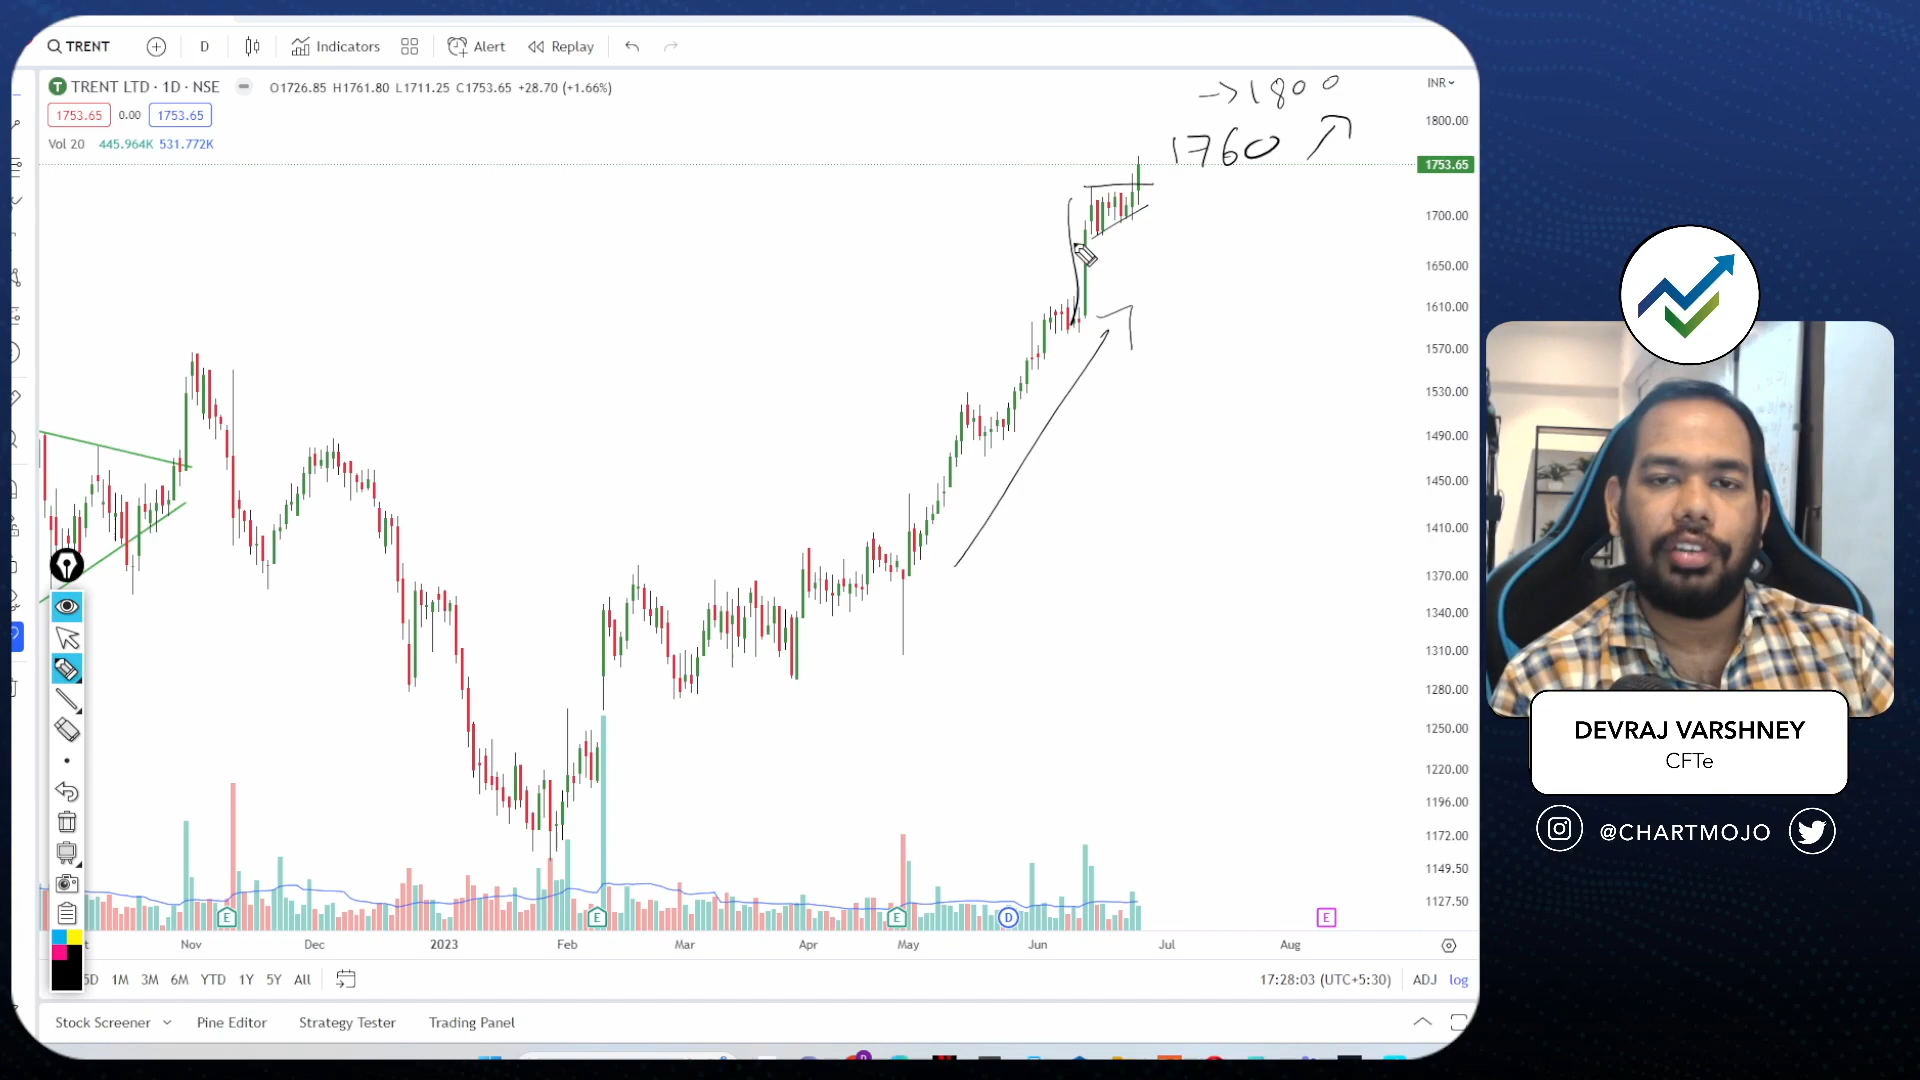 TRENT
D
Indicators
Alert
Replay
T TRENT LTD · 1D · NSE
O1726.85 H1761.80 L1711.25 C1753.65 +28.70 (+1.66%)
INR
1753.65
0.00
1753.65
Vol 20 445.964K 531.772K
->1800
1760
1800.00
1753.65
1700.00
1650.00
1610.00
1570.00
1530.00
1490.00
1450.00
1410.00
1370.00
1340.00
1310.00
1280.00
1250.00
1220.00
1196.00
1172.00
1149.50
1127.50
E
E
E
D
E
Nov
Dec
2023
Feb
Mar
Apr
May
Jun
Jul
Aug
5D
1M
3M
6M
YTD
1Y
5Y
All
17:28:03 (UTC+5:30)
ADJ
log
Stock Screener
Pine Editor
Strategy Tester
Trading Panel
DEVRAJ VARSHNEY
CFTe
@CHARTMOJO